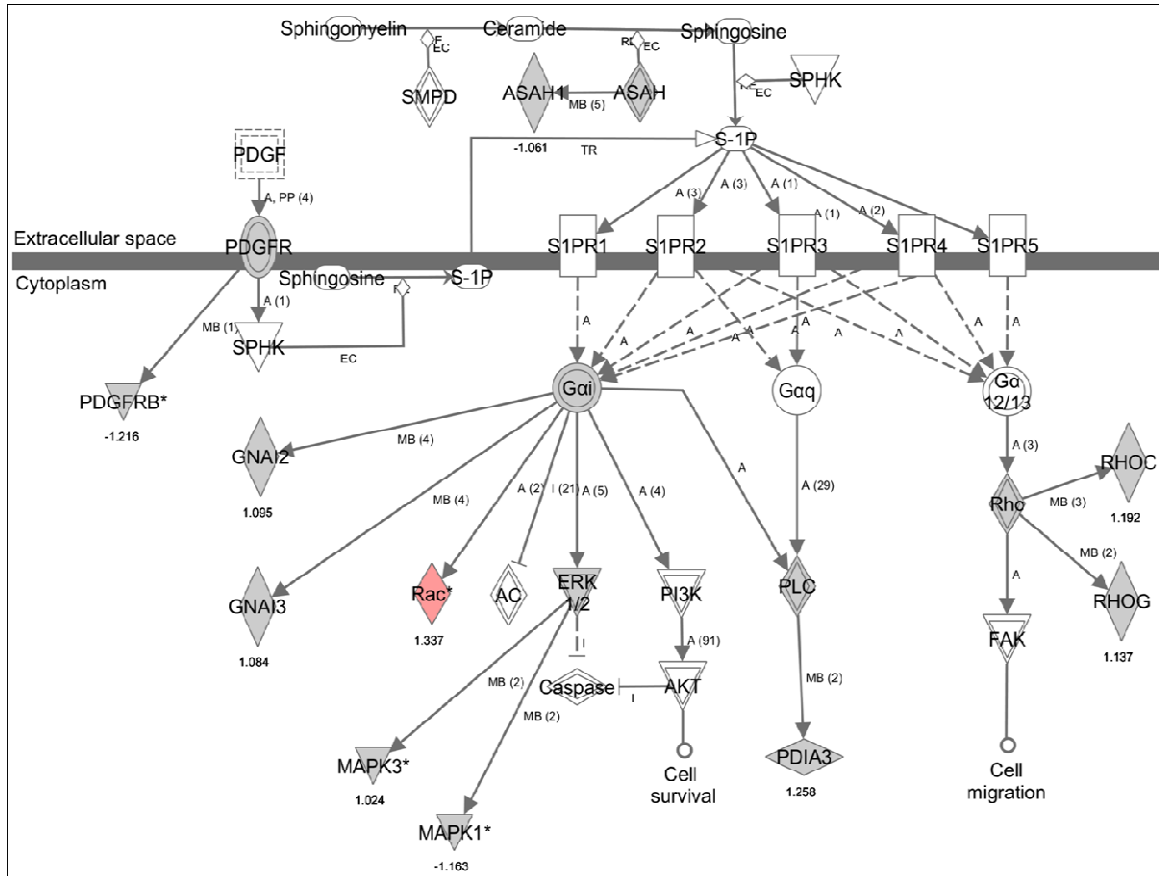 Sphingomyelin
Ceramide
Sphingosine
EC
EC
EC
SMPD
ASAH1
MB (5)
ASAH
SPHK
-1.061
TR
S-1P
PDGF
A, PP (4)
A (3)
A (3)
A (1)
A (1)
A (2)
Extracellular space
PDGFR
S1PR1
S1PR2
S1PR3
S1PR4
S1PR5
Cytoplasm
Sphingosine
S-1P
A (1)
MB (1)
SPHK
EC
A
A
A
A
A
A
A
A
A
A
A
PDGFRB*
-1.216
Gαi
Gαq
Gα
12/13
GNAI2
1.095
MB (4)
MB (4)
A (2)
I (21)
A (5)
A (4)
A
A (29)
A (3)
Rho
MB (3)
RHOC
1.192
MB (2)
RHOG
1.137
GNAI3
1.084
Rac*
1.337
AC
ERK
1/2
PI3K
PLC
A
FAK
I
A (91)
MB (2)
MB (2)
MB (2)
Caspase
I
AKT
MAPK3*
1.024
MAPK1*
-1.163
Cell
survival
PDIA3
1.258
Cell
migration